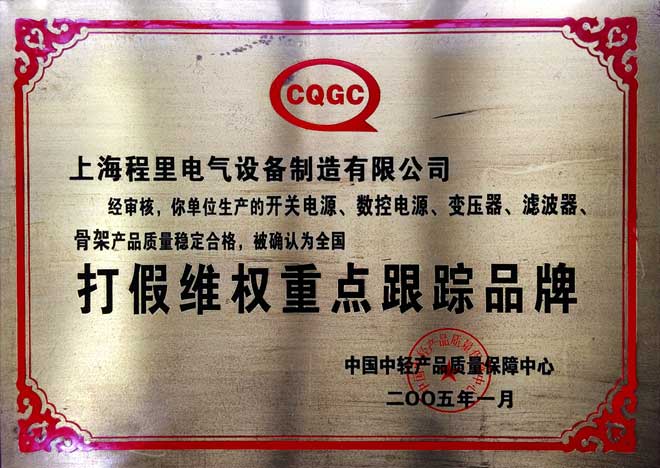 CQGC
上海程里电气设备制造有限公司
经审核，你单位生产的开关电源、数控电源、变压器、滤波器、
骨架产品质量稳定合格，被确认为全国
打假维权重点跟踪品牌
中国中轻产品质量保障中心
二〇〇五年一月